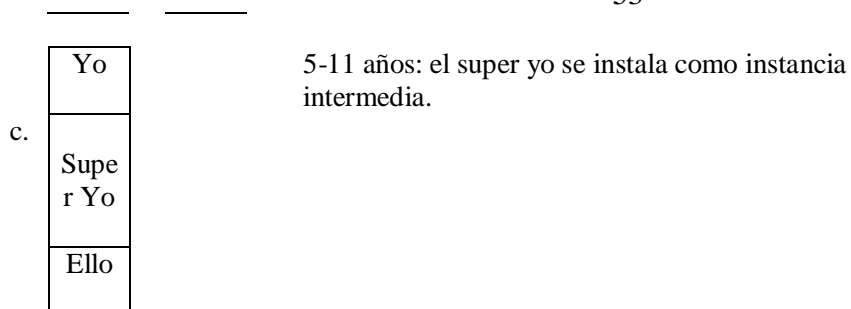 Yo
5-11 años: el super yo se instala como instancia
intermedia.
c.
Supe
r Yo
Ello